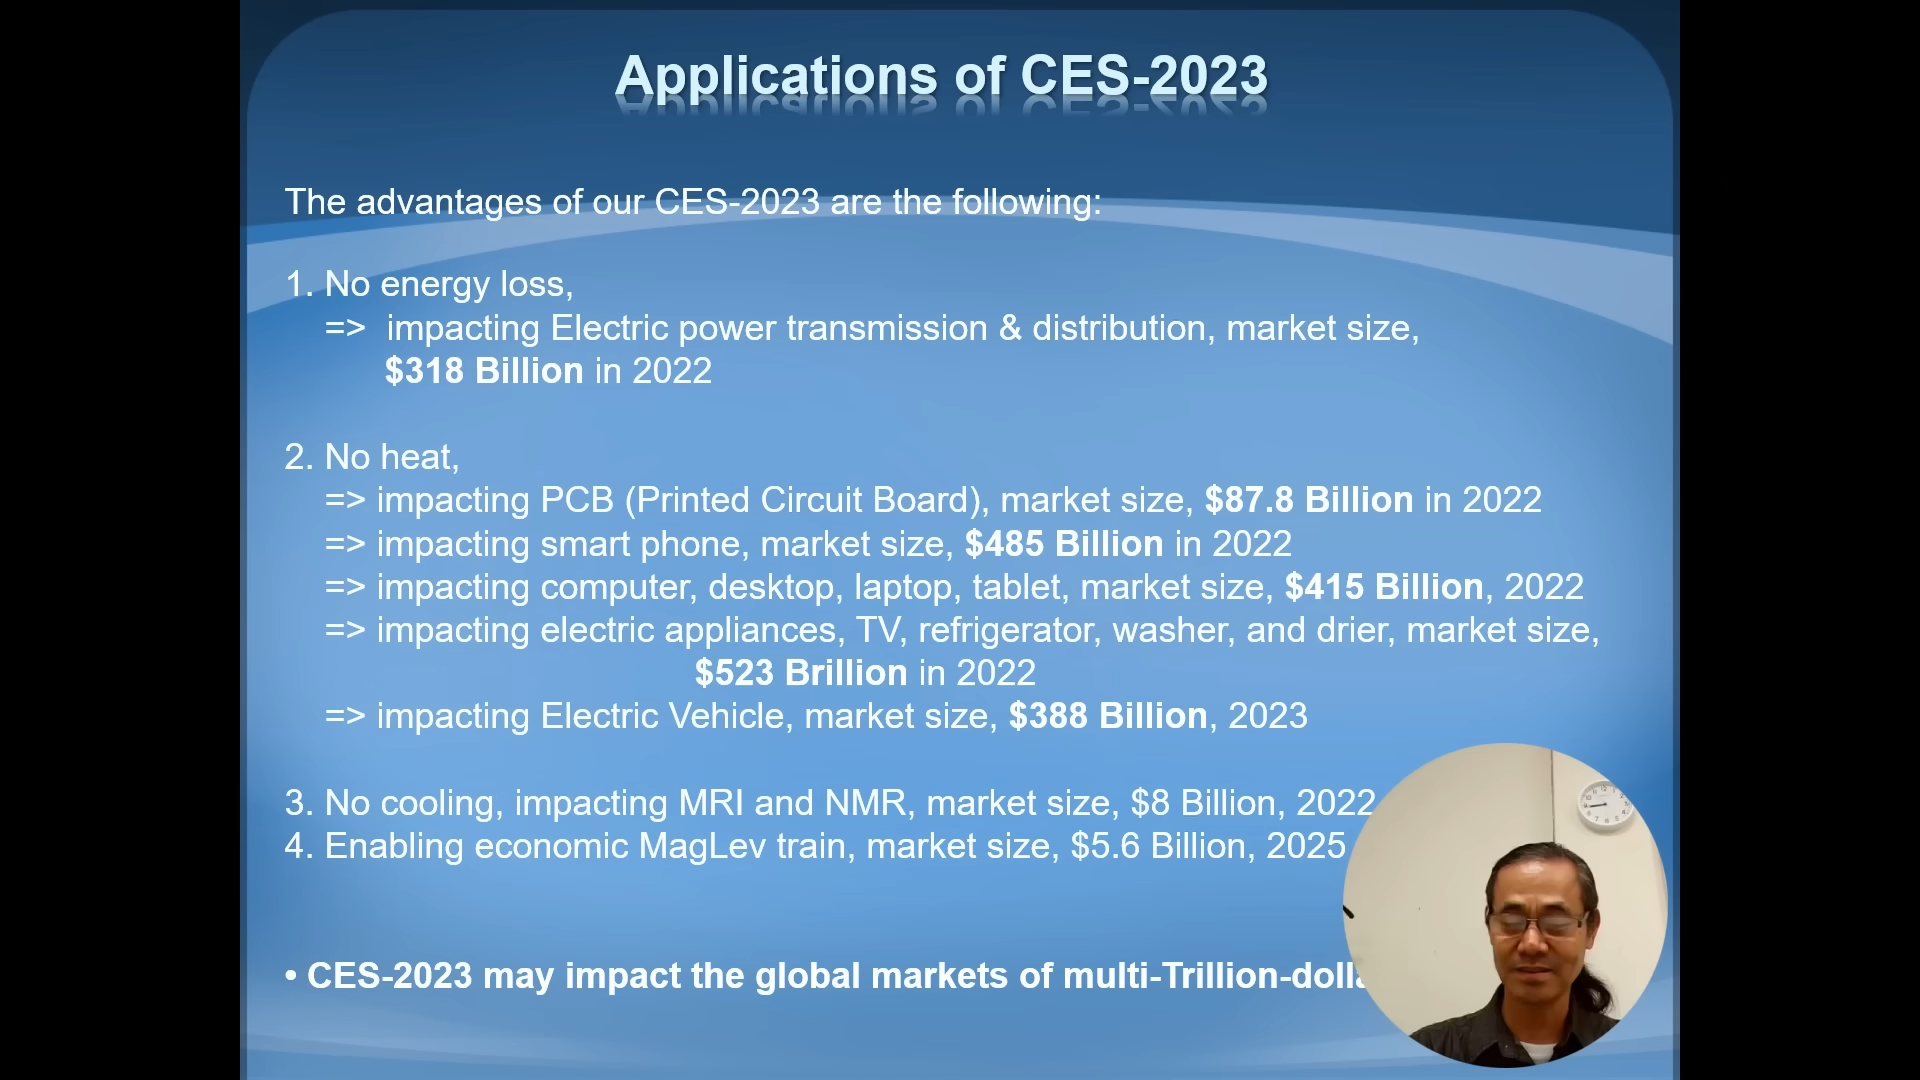 Applications of CES-2023
The advantages of our CES-2023 are the following:
1. No energy loss,
=> impacting Electric power transmission & distribution, market size,
$318 Billion in 2022
2. No heat,
=> impacting PCB (Printed Circuit Board), market size, $87.8 Billion in 2022
=> impacting smart phone, market size, $485 Billion in 2022
=> impacting computer, desktop, laptop, tablet, market size, $415 Billion, 2022
=> impacting electric appliances, TV, refrigerator, washer, and drier, market size,
$523 Brillion in 2022
=> impacting Electric Vehicle, market size, $388 Billion, 2023
3. No cooling, impacting MRI and NMR, market size, $8 Billion, 2022
4. Enabling economic MagLev train, market size, $5.6 Billion, 2025
• CES-2023 may impact the global markets of multi-Trillion-dolla